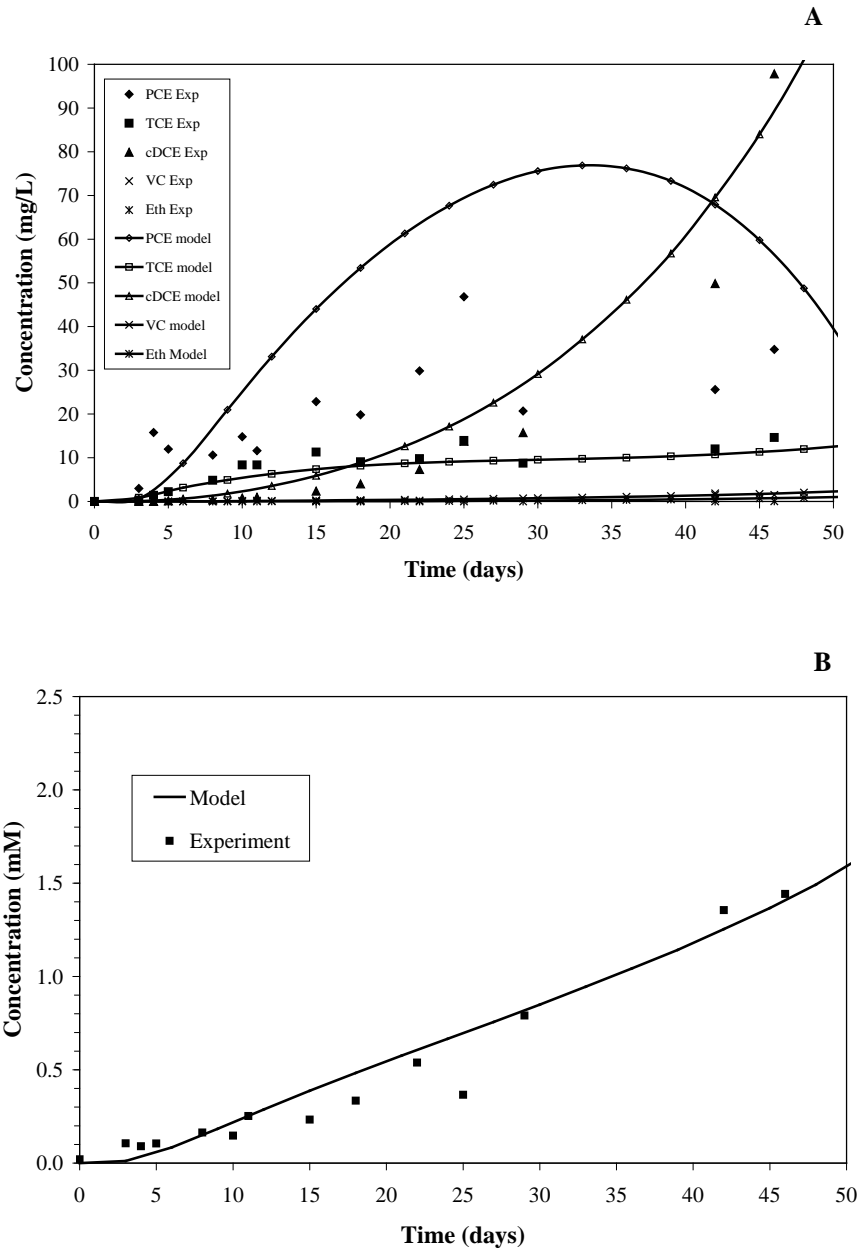 A
Concentration (mg/L)
100
90
80
70
60
50
40
30
20
10
0
PCE Exp
TCE Exp
cDCE Exp
VC Exp
Eth Exp
PCE model
TCE model
cDCE model
VC model
Eth Model
0 5 10 15 20 25 30 35 40 45 50
Time (days)
B
Concentration (mM)
2.5
2.0
1.5
1.0
0.5
0.0
Model
Experiment
0 5 10 15 20 25 30 35 40 45 50
Time (days)